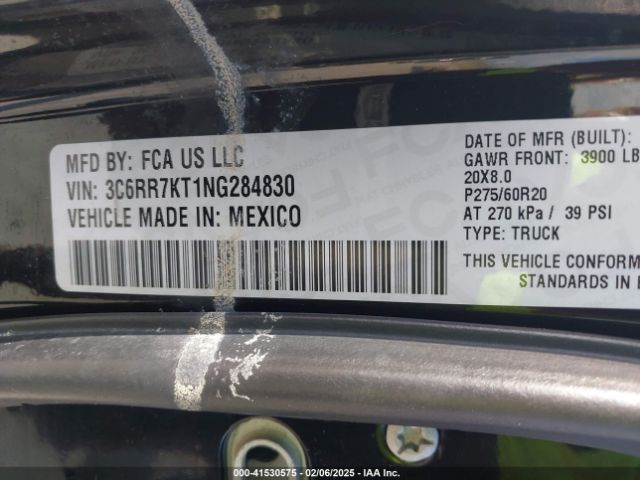 MFD BY: FCA US LLC
VIN: 3C6RR7KT1NG284830
VEHICLE MADE IN: MEXICO
DATE OF MFR (BUILT):
GAWR FRONT: 3900 LB
20X8.0
P275/60R20
AT 270 kPa / 39 PSI
TYPE: TRUCK
THIS VEHICLE CONFORM
STANDARDS IN
000-41530575 - 02/06/2025 - IAA Inc.